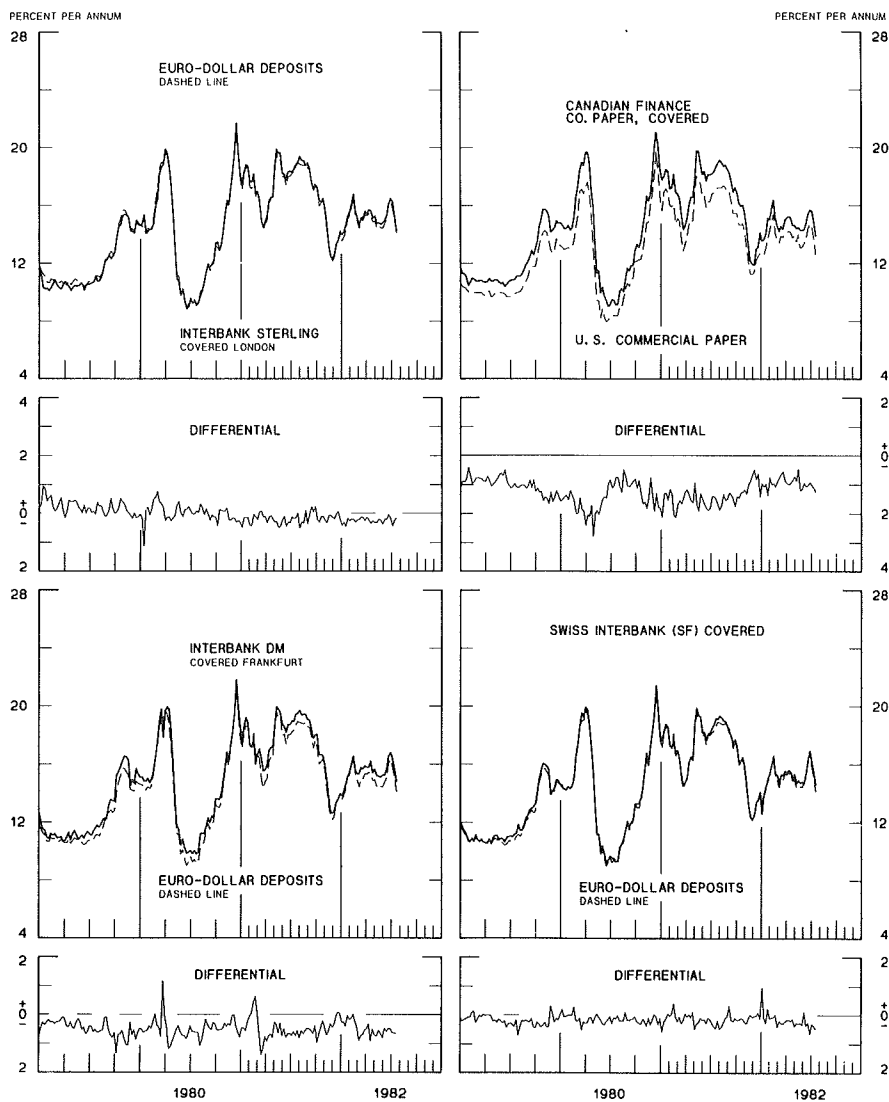 PERCENT PER ANNUM
PERCENT PER ANNUM
28
EURO-DOLLAR DEPOSITS
DASHED LINE
20
12
INTERBANK STERLING
COVERED LONDON
4
28
CANADIAN FINANCE
CO. PAPER, COVERED
20
12
U. S. COMMERCIAL PAPER
4
4
DIFFERENTIAL
2
+
0
−
2
2
DIFFERENTIAL
+
0
−
2
4
28
INTERBANK DM
COVERED FRANKFURT
20
12
EURO-DOLLAR DEPOSITS
DASHED LINE
4
28
SWISS INTERBANK (SF) COVERED
20
12
EURO-DOLLAR DEPOSITS
DASHED LINE
4
2
DIFFERENTIAL
+
0
−
2
2
DIFFERENTIAL
+
0
−
2
1980
1982
1980
1982